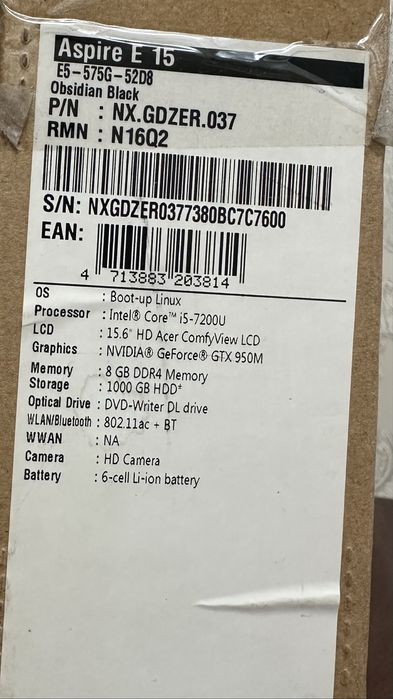 Aspire E 15
E5-575G-52D8
Obsidian Black
P/N : NX.GDZER.037
RMN : N16Q2
S/N: NXGDZER0377380BC7C7600
EAN:
4 713883 203814
OS : Boot-up Linux
Processor : Intel® Core™ i5-7200U
LCD : 15.6" HD Acer ComfyView LCD
Graphics : NVIDIA® GeForce® GTX 950M
Memory : 8 GB DDR4 Memory
Storage : 1000 GB HDD*
Optical Drive : DVD-Writer DL drive
WLAN/Bluetooth : 802.11ac + BT
WWAN : NA
Camera : HD Camera
Battery : 6-cell Li-ion battery